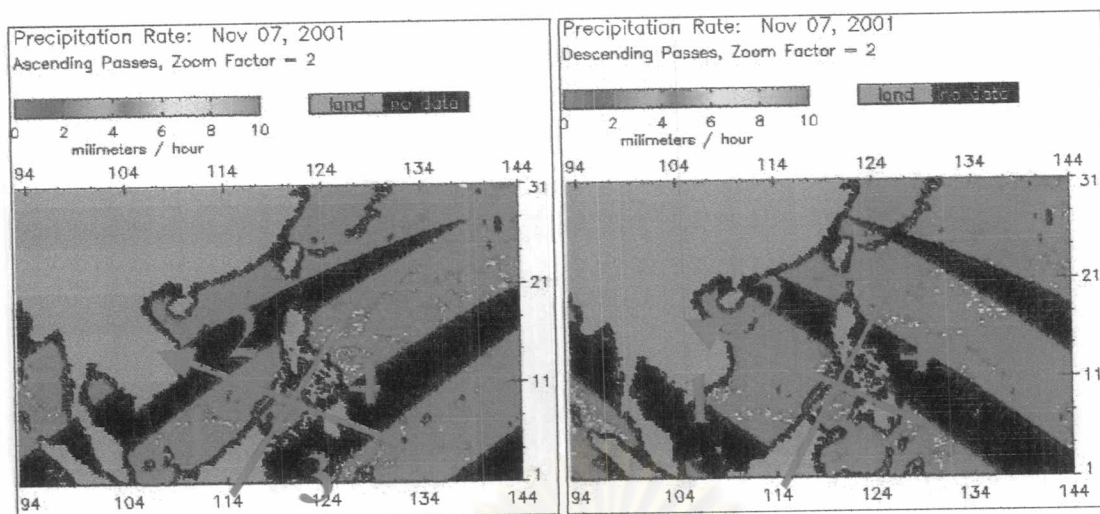 Precipitation Rate: Nov 07, 2001
Ascending Passes, Zoom Factor = 2
land no data
0 2 4 6 8 10
milimeters / hour
94 104 114 124 134 144
31
21
11
1
94 104 114 124 134 144
Precipitation Rate: Nov 07, 2001
Descending Passes, Zoom Factor = 2
land no data
0 2 4 6 8 10
milimeters / hour
94 104 114 124 134 144
31
21
11
1
94 104 114 124 134 144